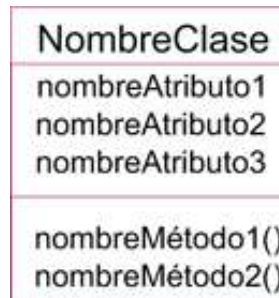 NombreClase
nombreAtributo1
nombreAtributo2
nombreAtributo3
nombreMétodo1()
nombreMétodo2()